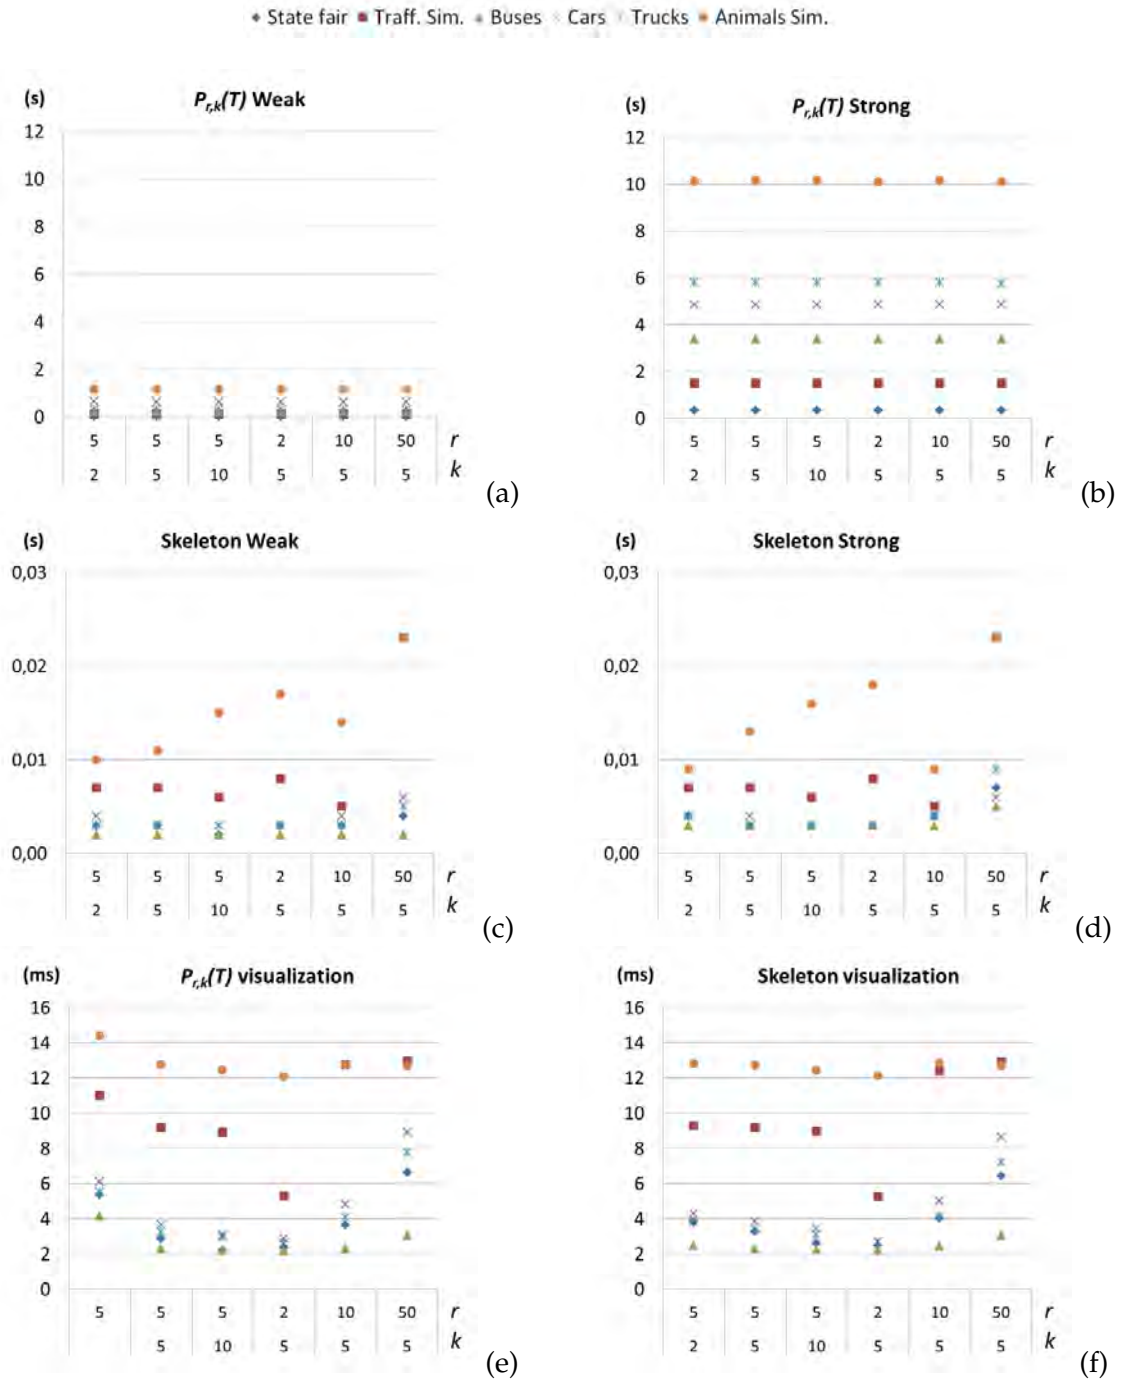 State fair Traff. Sim. Buses Cars Trucks Animals Sim.
(s) P_{r,k}(T) Weak
12
10
8
6
4
2
0
5 5 5 2 10 50 r
2 5 10 5 5 5 k
(a)
(s) P_{r,k}(T) Strong
12
10
8
6
4
2
0
5 5 5 2 10 50 r
2 5 10 5 5 5 k
(b)
(s) Skeleton Weak
0,03
0,02
0,01
0,00
5 5 5 2 10 50 r
2 5 10 5 5 5 k
(c)
(s) Skeleton Strong
0,03
0,02
0,01
0,00
5 5 5 2 10 50 r
2 5 10 5 5 5 k
(d)
(ms) P_{r,k}(T) visualization
16
14
12
10
8
6
4
2
0
5 5 5 2 10 50 r
5 10 5 5 5 k
(e)
(ms) Skeleton visualization
16
14
12
10
8
6
4
2
0
5 5 5 2 10 50 r
2 5 10 5 5 5 k
(f)